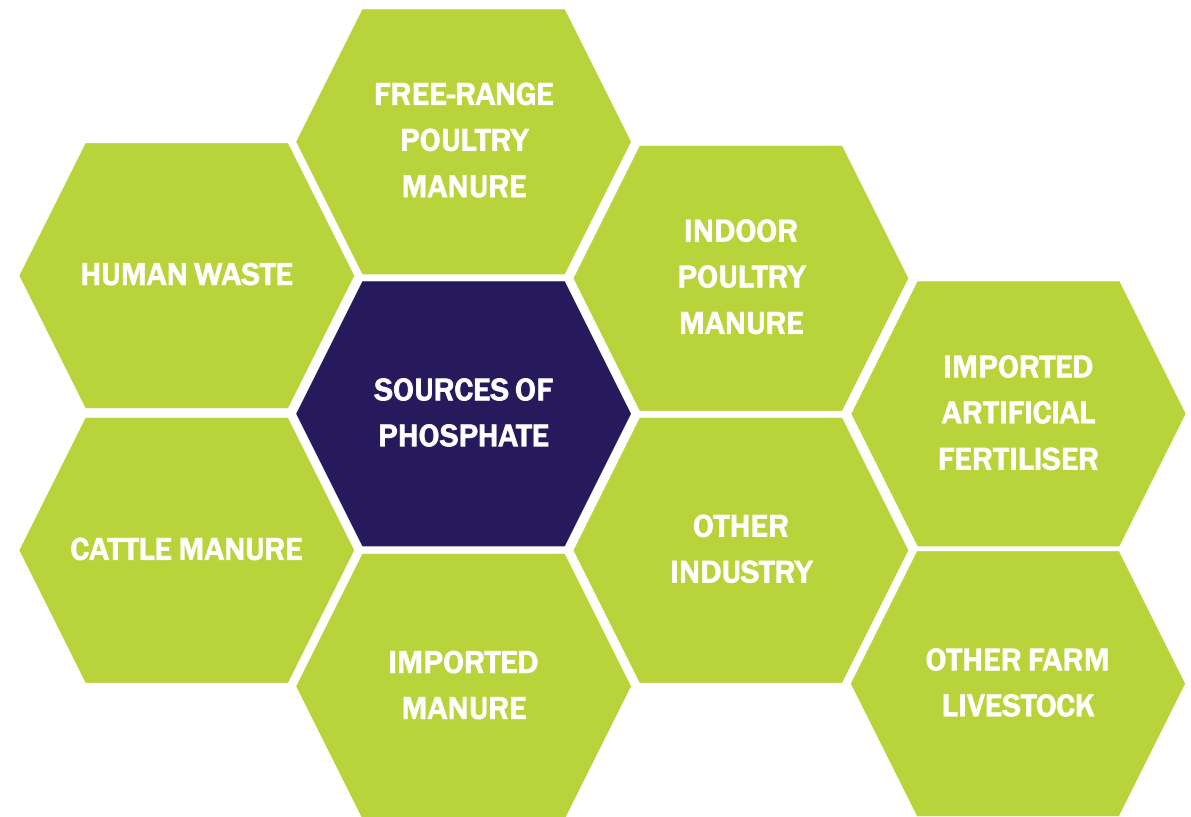 FREE-RANGE
POULTRY
MANURE
HUMAN WASTE
INDOOR
POULTRY
MANURE
SOURCES OF
PHOSPHATE
IMPORTED
ARTIFICIAL
FERTILISER
CATTLE MANURE
OTHER
INDUSTRY
IMPORTED
MANURE
OTHER FARM
LIVESTOCK